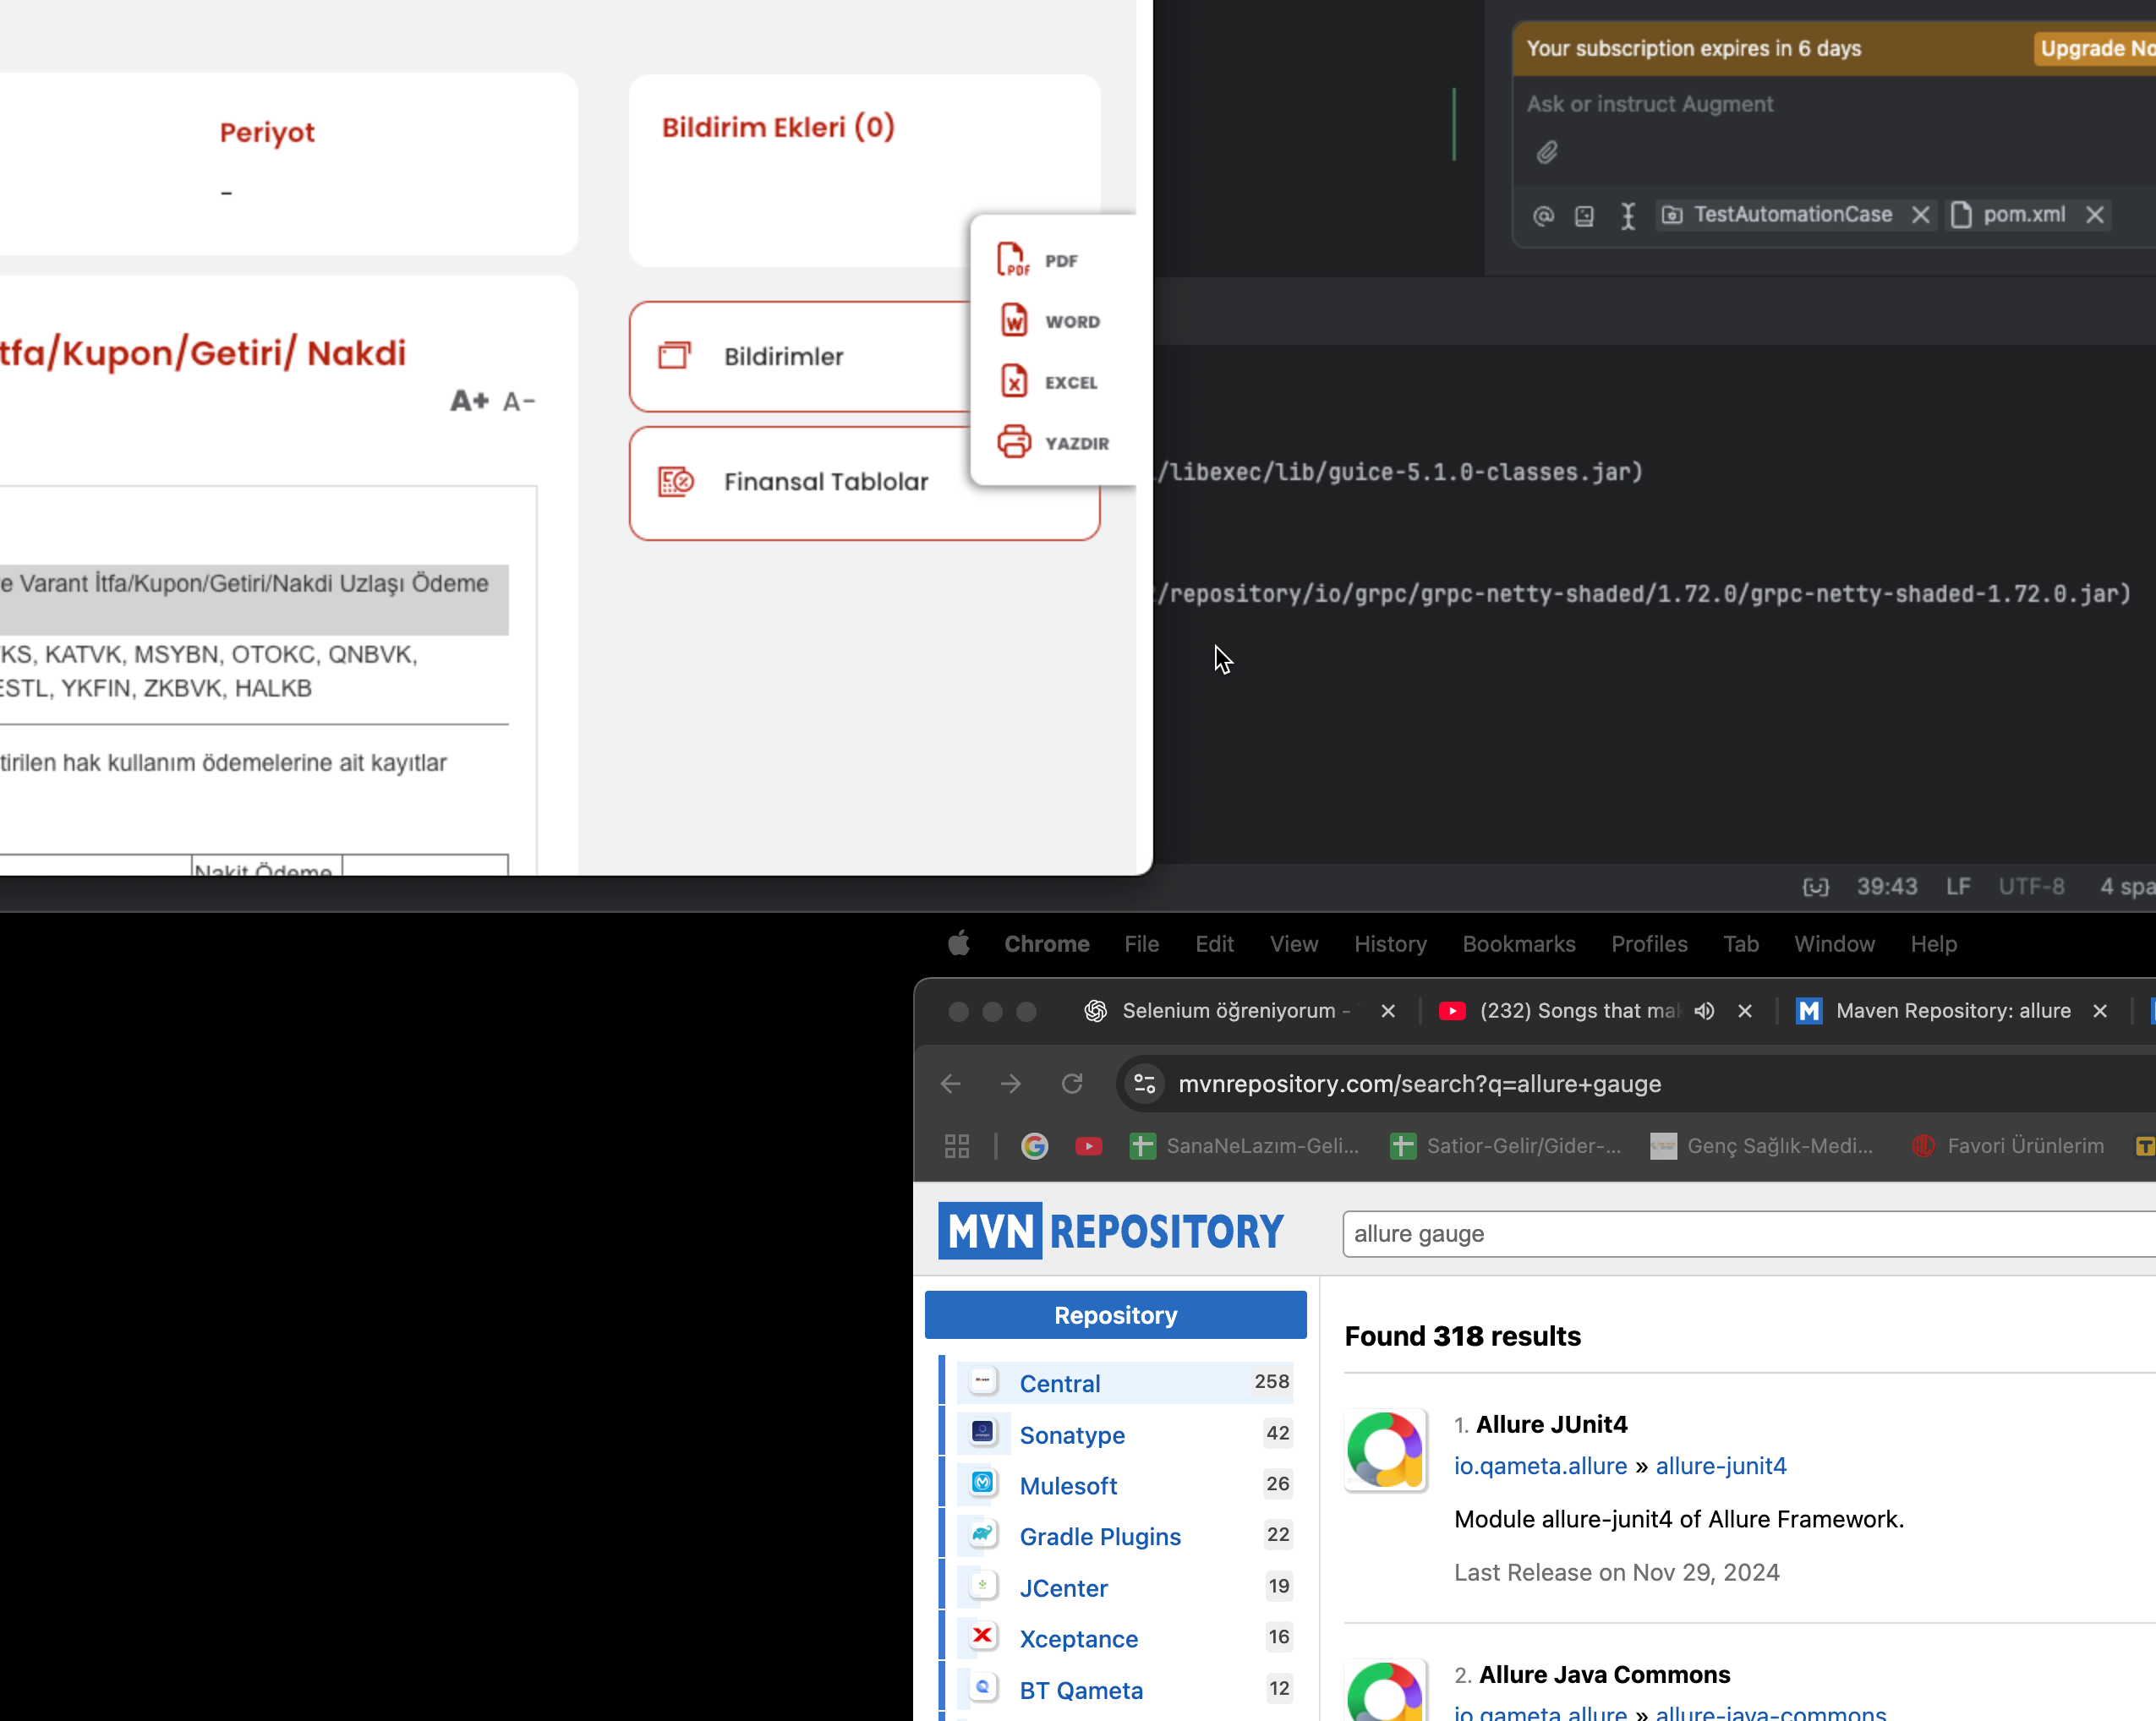 Periyot
-
Bildirim Ekleri (0)
PDF
WORD
EXCEL
YAZDIR
tfa/Kupon/Getiri/ Nakdi
A+ A-
Bildirimler
Finansal Tablolar
e Varant İtfa/Kupon/Getiri/Nakdi Uzlaşı Ödeme
KS, KATVK, MSYBN, OTOKC, QNBVK,
ESTL, YKFIN, ZKBVK, HALKB
tirilen hak kullanım ödemelerine ait kayıtlar
Nakit Ödeme
Your subscription expires in 6 days
Upgrade No
Ask or instruct Augment
TestAutomationCase
pom.xml
/libexec/lib/guice-5.1.0-classes.jar)
/repository/io/grpc/grpc-netty-shaded/1.72.0/grpc-netty-shaded-1.72.0.jar)
39:43 LF UTF-8 4 spa
Chrome File Edit View History Bookmarks Profiles Tab Window Help
Selenium öğreniyorum -
(232) Songs that mak
Maven Repository: allure
mvnrepository.com/search?q=allure+gauge
SanaNeLazım-Geli...
Satior-Gelir/Gider-...
Genç Sağlık-Medi...
Favori Ürünlerim
MVN REPOSITORY
allure gauge
Repository
Central 258
Sonatype 42
Mulesoft 26
Gradle Plugins 22
JCenter 19
Xceptance 16
BT Qameta 12
Found 318 results
1. Allure JUnit4
io.qameta.allure » allure-junit4
Module allure-junit4 of Allure Framework.
Last Release on Nov 29, 2024
2. Allure Java Commons
io.qameta.allure » allure-java-commons